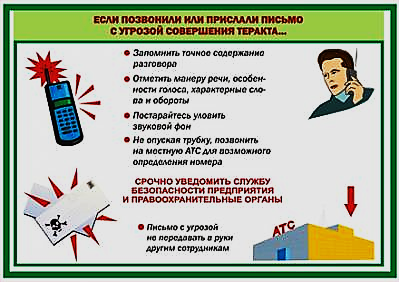 ЕСЛИ ПОЗВОНИЛИ ИЛИ ПРИСЛАЛИ ПИСЬМО
С УГРОЗОЙ СОВЕРШЕНИЯ ТЕРАКТА...
• Запомнить точное содержание
разговора
• Отметить манеру речи, особен-
ности голоса, характерные сло-
ва и обороты
• Постарайтесь уловить
звуковой фон
• Не опуская трубку, позвонить
на местную АТС для возможного
определения номера
СРОЧНО УВЕДОМИТЬ СЛУЖБУ
БЕЗОПАСНОСТИ ПРЕДПРИЯТИЯ
И ПРАВООХРАНИТЕЛЬНЫЕ ОРГАНЫ
• Письмо с угрозой
не передавать в руки
другим сотрудникам
АТС